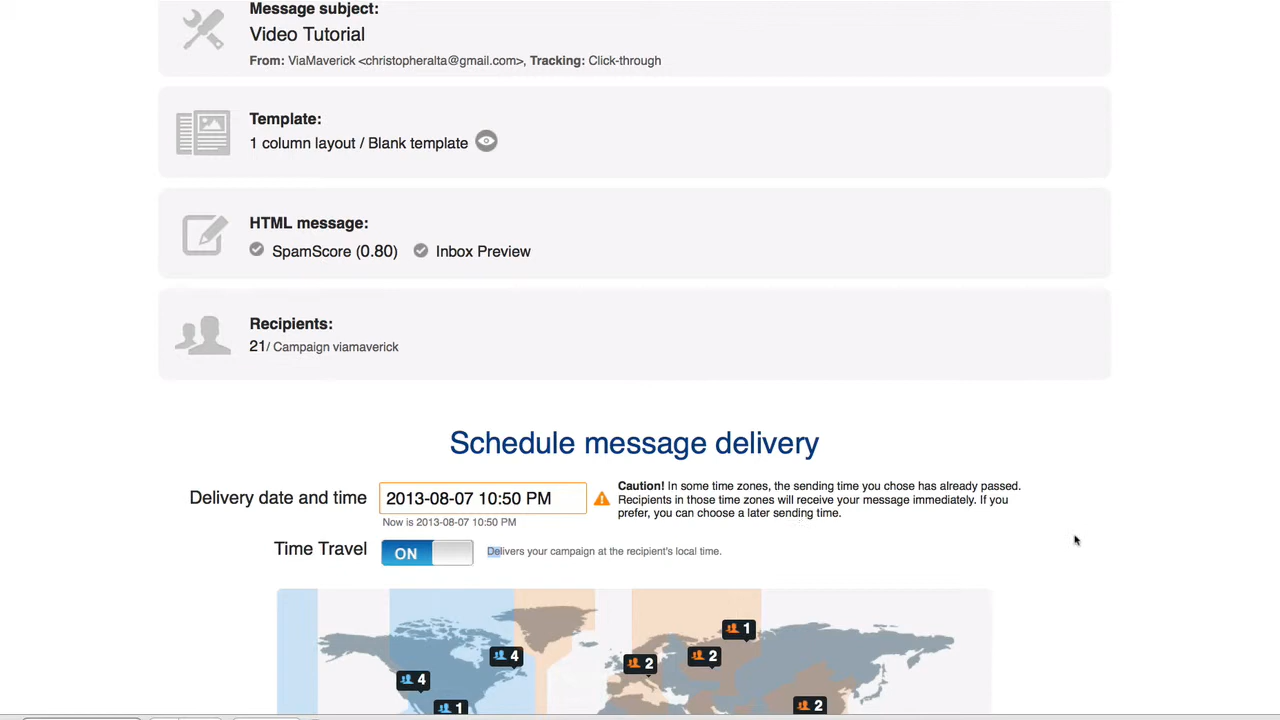 Message subject:
Video Tutorial
From: ViaMaverick <christopheralta@gmail.com>, Tracking: Click-through
Template:
1 column layout / Blank template
HTML message:
SpamScore (0.80) Inbox Preview
Recipients:
21/ Campaign viamaverick
Schedule message delivery
Delivery date and time 2013-08-07 10:50 PM
Caution! In some time zones, the sending time you chose has already passed.
Recipients in those time zones will receive your message immediately. If you
prefer, you can choose a later sending time.
Now is 2013-08-07 10:50 PM
Time Travel ON Delivers your campaign at the recipient's local time.
1
4
2
2
4
1
2